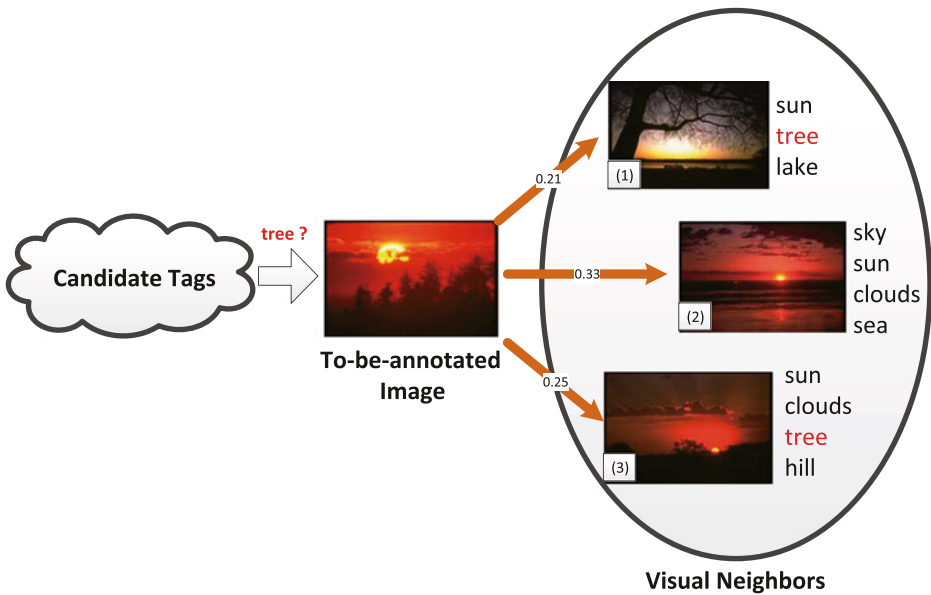 Candidate Tags
tree ?
To-be-annotated
Image
0.21
0.33
0.25
(1)
sun
tree
lake
(2)
sky
sun
clouds
sea
(3)
sun
clouds
tree
hill
Visual Neighbors